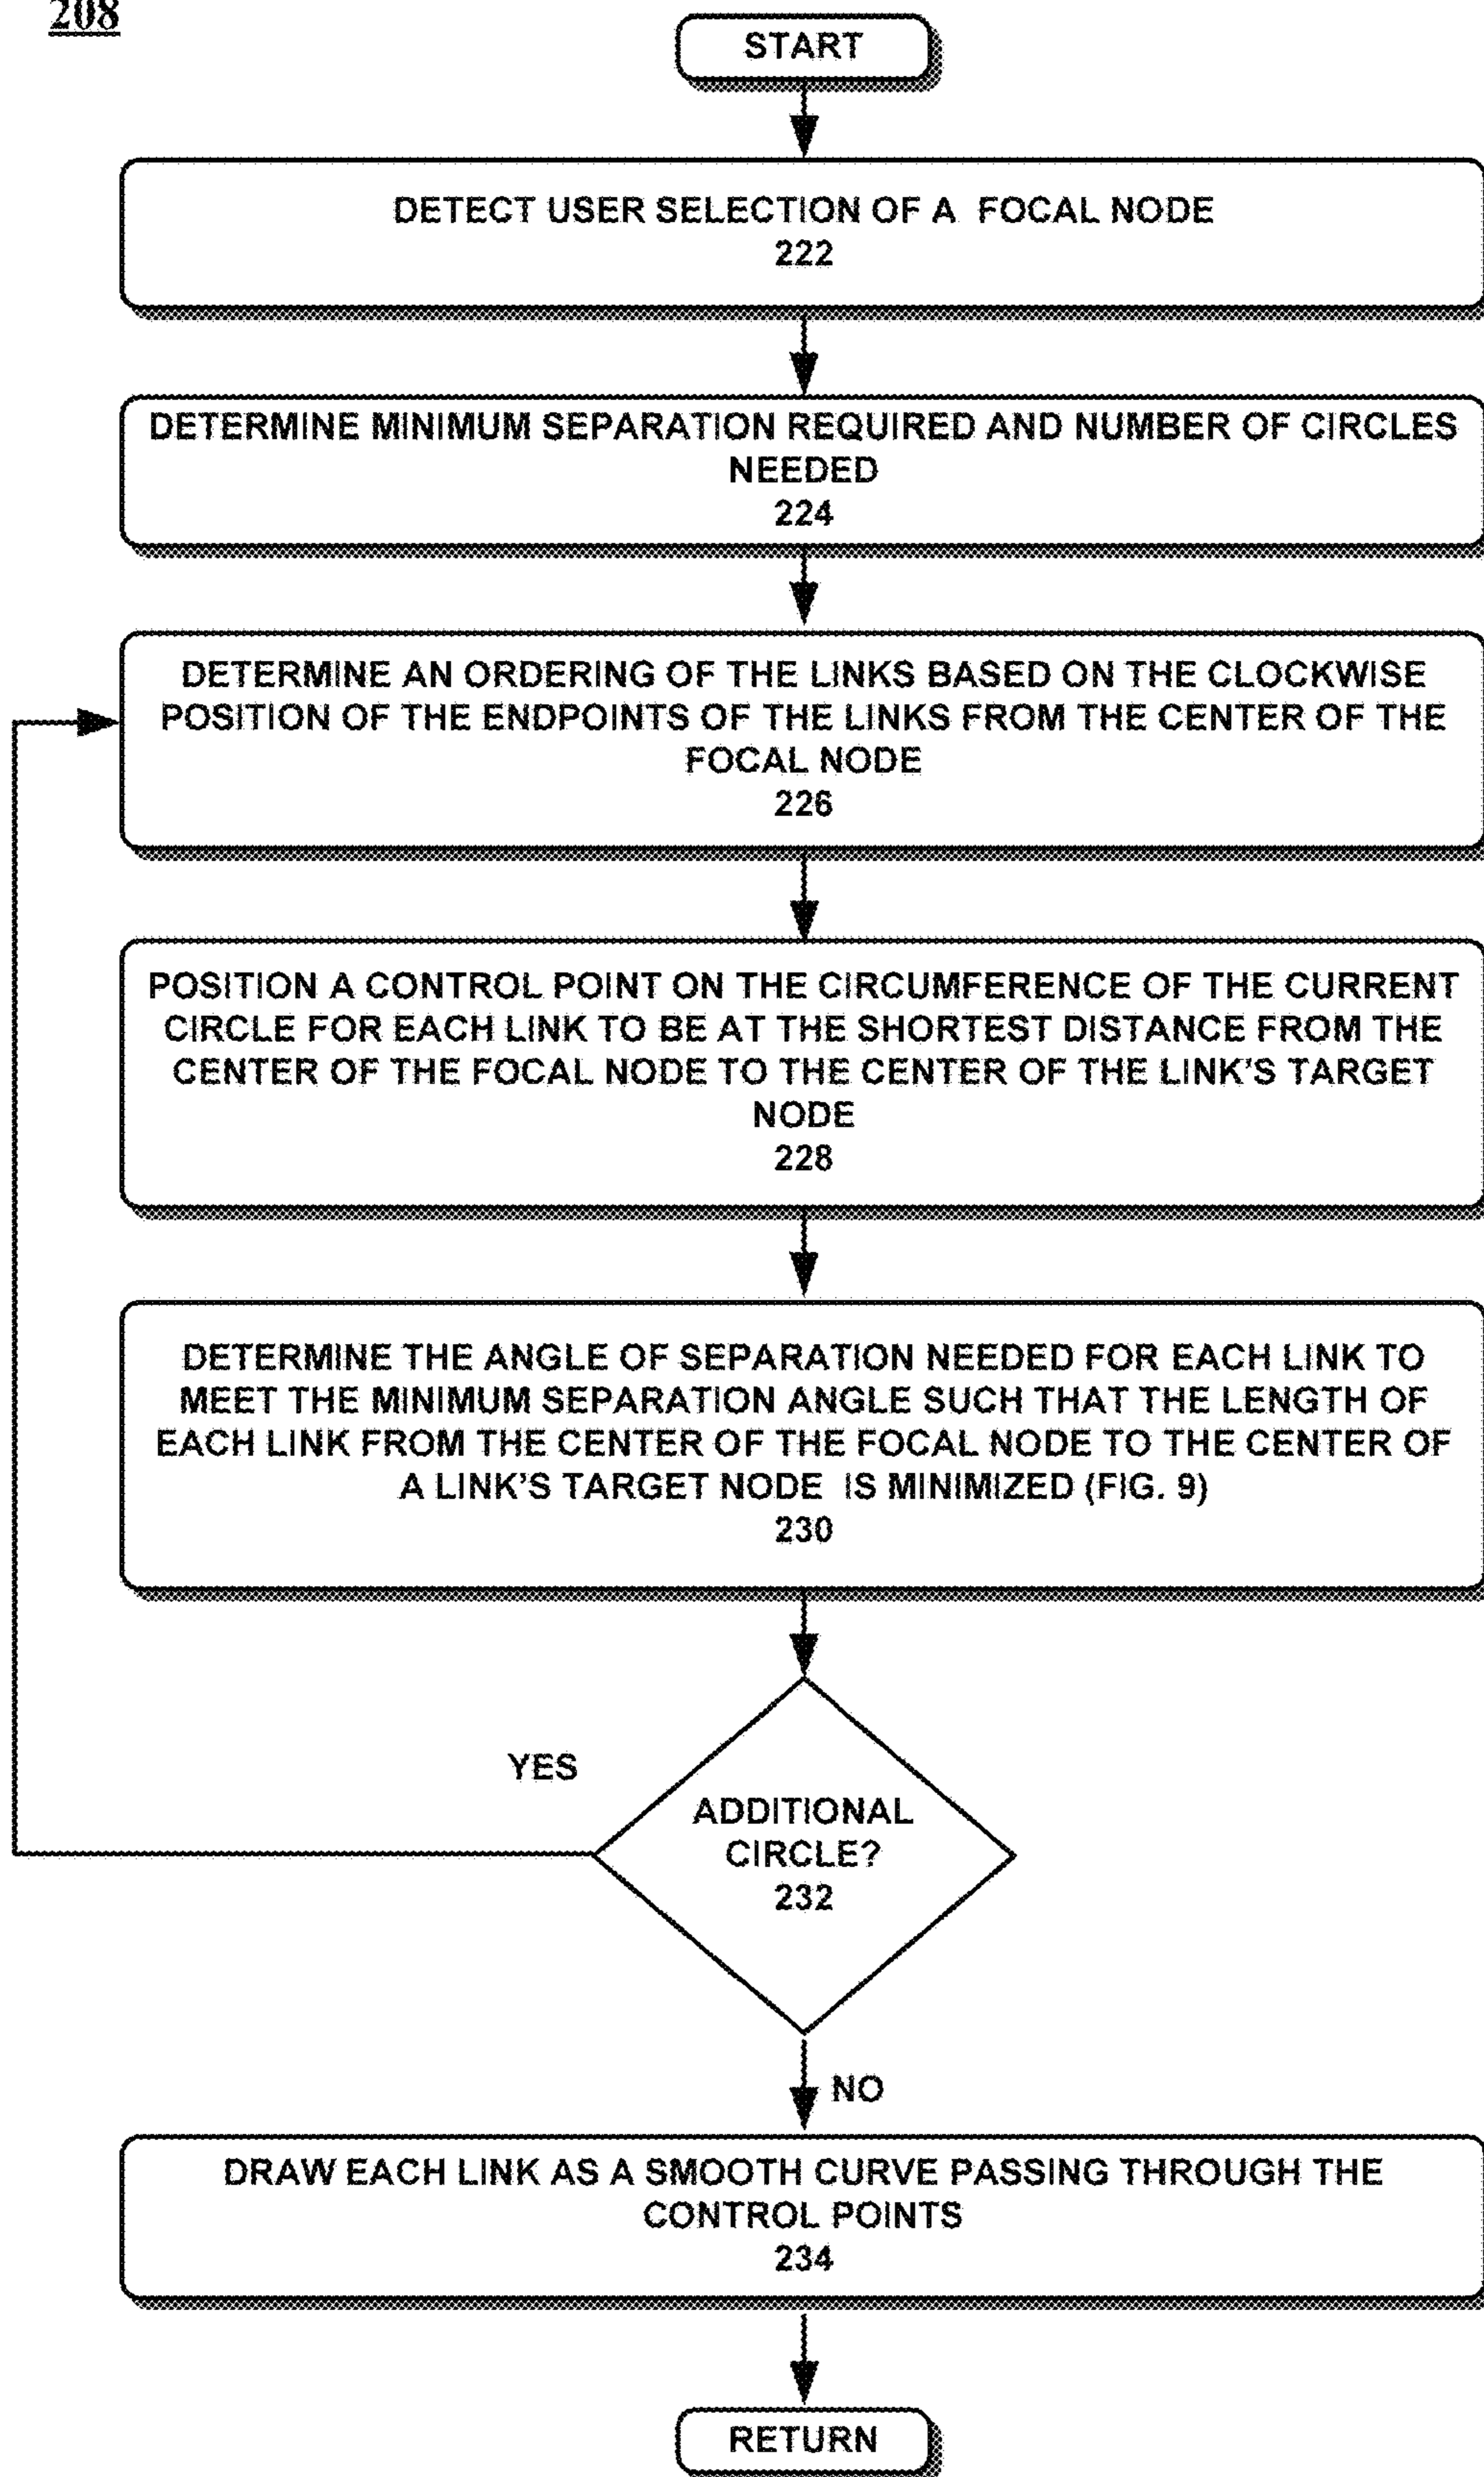 208
START
DETECT USER SELECTION OF A FOCAL NODE
222
DETERMINE MINIMUM SEPARATION REQUIRED AND NUMBER OF CIRCLES
NEEDED
224
DETERMINE AN ORDERING OF THE LINKS BASED ON THE CLOCKWISE
POSITION OF THE ENDPOINTS OF THE LINKS FROM THE CENTER OF THE
FOCAL NODE
226
POSITION A CONTROL POINT ON THE CIRCUMFERENCE OF THE CURRENT
CIRCLE FOR EACH LINK TO BE AT THE SHORTEST DISTANCE FROM THE
CENTER OF THE FOCAL NODE TO THE CENTER OF THE LINK'S TARGET
NODE
228
DETERMINE THE ANGLE OF SEPARATION NEEDED FOR EACH LINK TO
MEET THE MINIMUM SEPARATION ANGLE SUCH THAT THE LENGTH OF
EACH LINK FROM THE CENTER OF THE FOCAL NODE TO THE CENTER OF
A LINK'S TARGET NODE IS MINIMIZED (FIG. 9)
230
YES
ADDITIONAL
CIRCLE?
232
NO
DRAW EACH LINK AS A SMOOTH CURVE PASSING THROUGH THE
CONTROL POINTS
234
RETURN